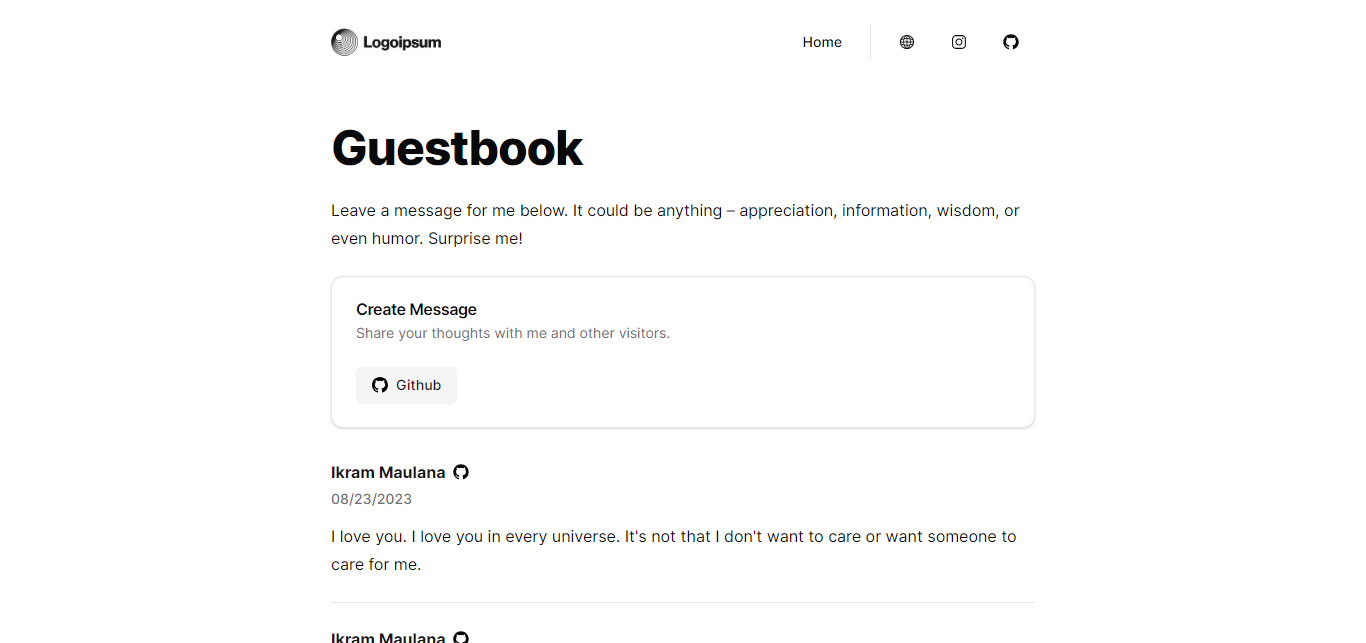 Logoipsum
Home
Guestbook
Leave a message for me below. It could be anything – appreciation, information, wisdom, or
even humor. Surprise me!
Create Message
Share your thoughts with me and other visitors.
Github
Ikram Maulana
08/23/2023
I love you. I love you in every universe. It's not that I don't want to care or want someone to
care for me.
Ikram Maulana